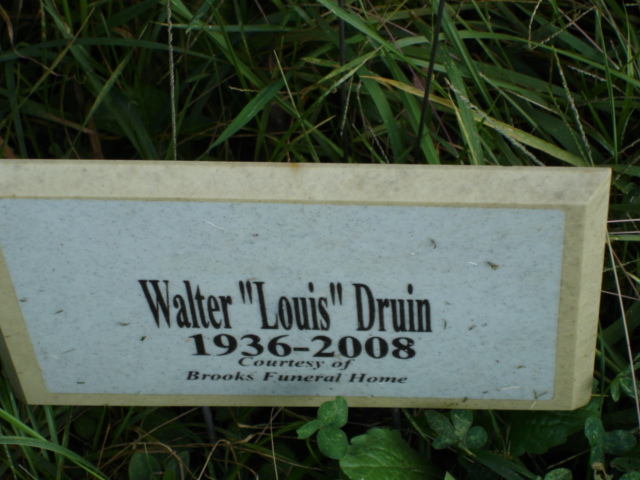 Walter "Louis" Druin
1936-2008
Courtesy of
Brooks Funeral Home